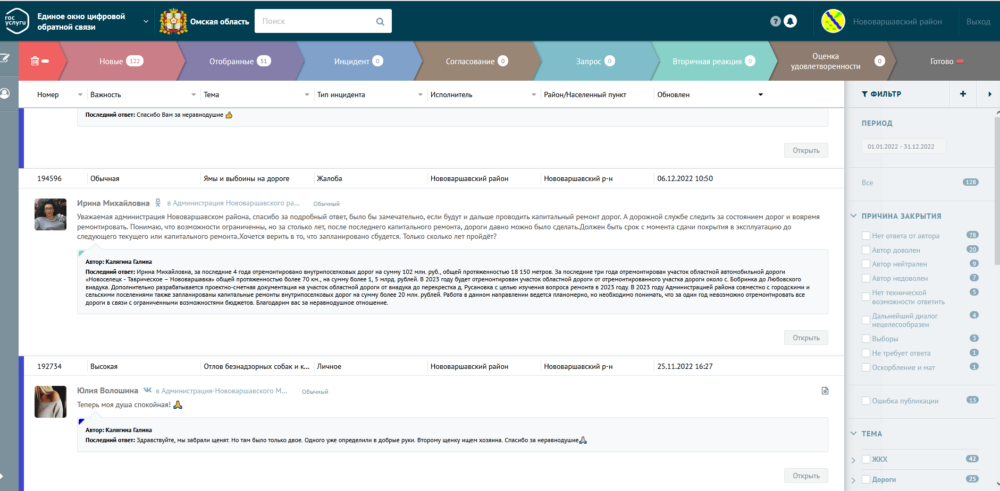 гос
услуги
Единое окно цифровой
обратной связи
Омская область
Поиск
?
Нововаршавский район
Выход
Новые 122
Отобранные 51
Инцидент 0
Согласование 0
Запрос 0
Вторичная реакция 0
Оценка
удовлетворенности 0
Готово
Номер
Важность
Тема
Тип инцидента
Исполнитель
Район/Населенный пункт
Обновлен
Последний ответ: Спасибо Вам за неравнодушие 👍
Открыть
194596
Обычная
Ямы и выбоины на дороге
Жалоба
Нововаршавский район
Нововаршавский р-н
06.12.2022 10:50
Ирина Михайловна в Администрация Нововаршавского ра... Обычный
Уважаемая администрация Нововаршавском района, спасибо за подробный ответ, было бы замечательно, если будут и дальше проводить капитальный ремонт дорог. А дорожной службе следить за состоянием дорог и вовремя
ремонтировать. Понимаю, что возможности ограниченны, но за столько лет, после последнего капитального ремонта, дороги давно можно было сделать.Должен быть срок с момента сдачи покрытия в эксплуатацию до
следующего текущего или капитального ремонта.Хочется верить в то, что запланировано сбудется. Только сколько лет пройдёт?
Автор: Калягина Галина
Последний ответ: Ирина Михайловна, за последние 4 года отремонтировано внутрипоселковых дорог на сумму 102 млн. руб., общей протяженностью 18 150 метров. За последние три года отремонтирован участок областной автомобильной дороги
«Новоселецк - Таврическое – Нововаршавка» общей протяженностью более 70 км., на сумму более 1, 5 млрд. рублей. В 2023 году будет отремонтирован участок областной дороги от отремонтированного участка дороги около с. Бобринка до Любовского
виадука. Дополнительно разрабатывается проектно-сметная документация на участок областной дороги от виадука до перекрестка д. Русановка с целью изучения вопроса ремонта в 2023 году. В 2023 году Администрацией района совместно с городскими и
сельскими поселениями также запланированы капитальные ремонты внутрипоселковых дорог на сумму более 20 млн. рублей. Работа в данном направлении ведется планомерно, но необходимо понимать, что за один год невозможно отремонтировать все
дороги в связи с ограниченными возможностями бюджетов. Благодарим вас за неравнодушное отношение.
Открыть
192734
Высокая
Отлов безнадзорных собак и к...
Личное
Нововаршавский район
Нововаршавский р-н
25.11.2022 16:27
Юлия Волошина в Администрация-Нововаршавского М... Обычный
Теперь моя душа спокойная! 🙏
Автор: Калягина Галина
Последний ответ: Здравствуйте, мы забрали щенят. Но там было только двое. Одного уже определили в добрые руки. Второму щенку ищем хозяина. Спасибо за неравнодушие🙏
Открыть
ФИЛЬТР
ПЕРИОД
01.01.2022 - 31.12.2022
Все 128
ПРИЧИНА ЗАКРЫТИЯ
Нет ответа от автора 78
Автор доволен 20
Автор нейтрален 9
Автор недоволен 7
Нет технической 5
возможности ответить
Дальнейший диалог 4
нецелесообразен
Выборы 3
Не требует ответа 1
Оскорбление и мат 1
Ошибка публикации 13
ТЕМА
ЖКХ 42
Дороги 25